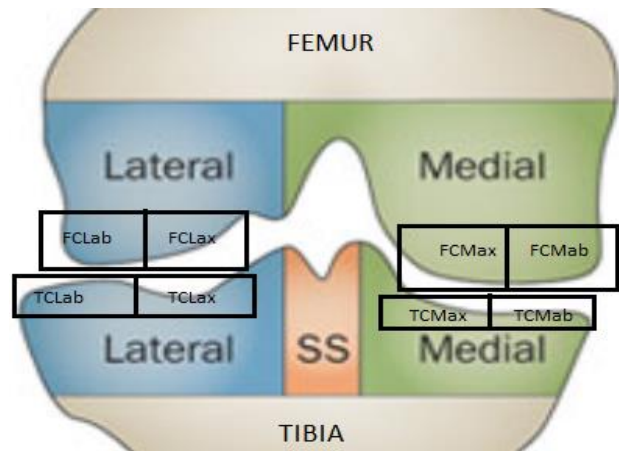 FEMUR
Lateral Medial
FCLab FCLax FCMax FCMab
TCLab TCLax TCMax TCMab
Lateral SS Medial
TIBIA